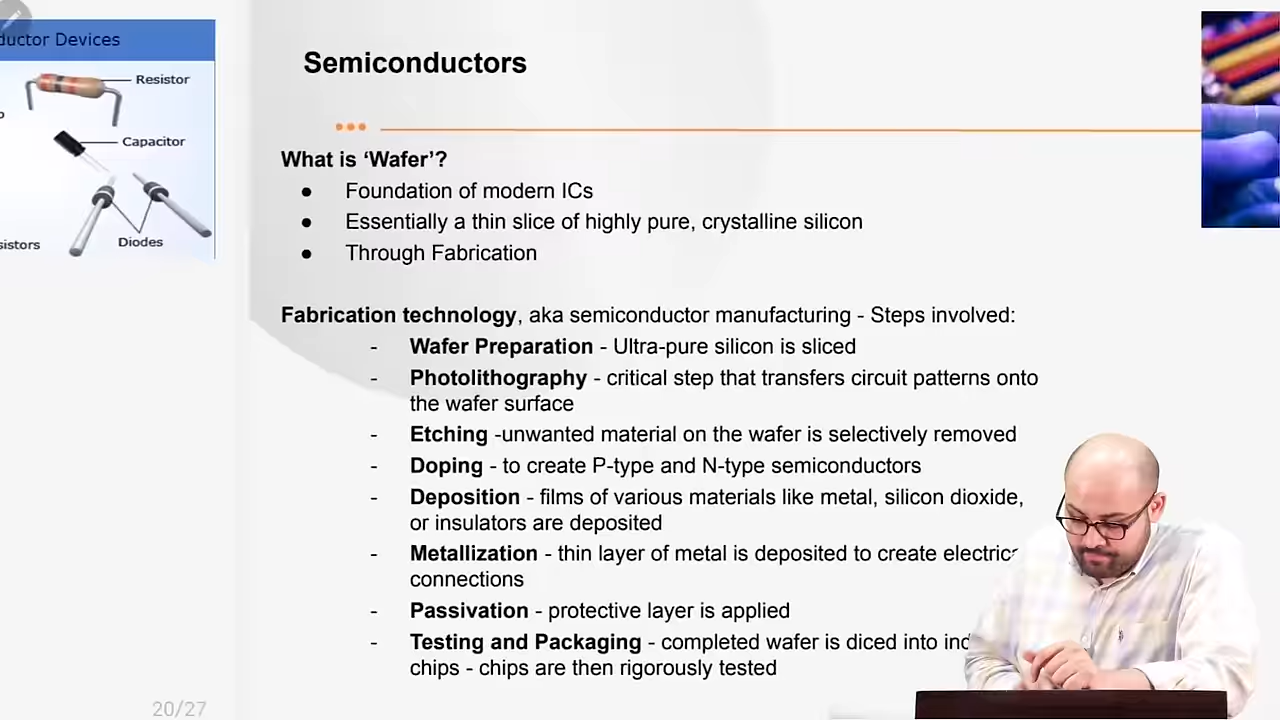 ductor Devices
Resistor
Capacitor
Diodes
sistors
Semiconductors
What is ‘Wafer’?
● Foundation of modern ICs
● Essentially a thin slice of highly pure, crystalline silicon
● Through Fabrication
Fabrication technology, aka semiconductor manufacturing - Steps involved:
- Wafer Preparation - Ultra-pure silicon is sliced
- Photolithography - critical step that transfers circuit patterns onto
the wafer surface
- Etching -unwanted material on the wafer is selectively removed
- Doping - to create P-type and N-type semiconductors
- Deposition - films of various materials like metal, silicon dioxide,
or insulators are deposited
- Metallization - thin layer of metal is deposited to create electric
connections
- Passivation - protective layer is applied
- Testing and Packaging - completed wafer is diced into ind
chips - chips are then rigorously tested
20/27